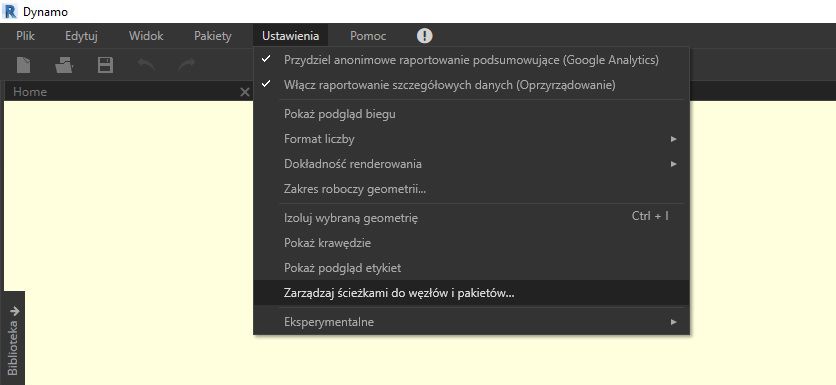 Dynamo
Plik Edytuj Widok Pakiety Ustawienia Pomoc
Przydziel anonimowe raportowanie podsumowujące (Google Analytics)
Włącz raportowanie szczegółowych danych (Oprzyrządowanie)
Home
Pokaż podgląd biegu
Format liczby
Dokładność renderowania
Zakres roboczy geometrii...
Izoluj wybraną geometrię Ctrl + I
Pokaż krawędzie
Pokaż podgląd etykiet
Zarządzaj ścieżkami do węzłów i pakietów...
Eksperymentalne
Biblioteka